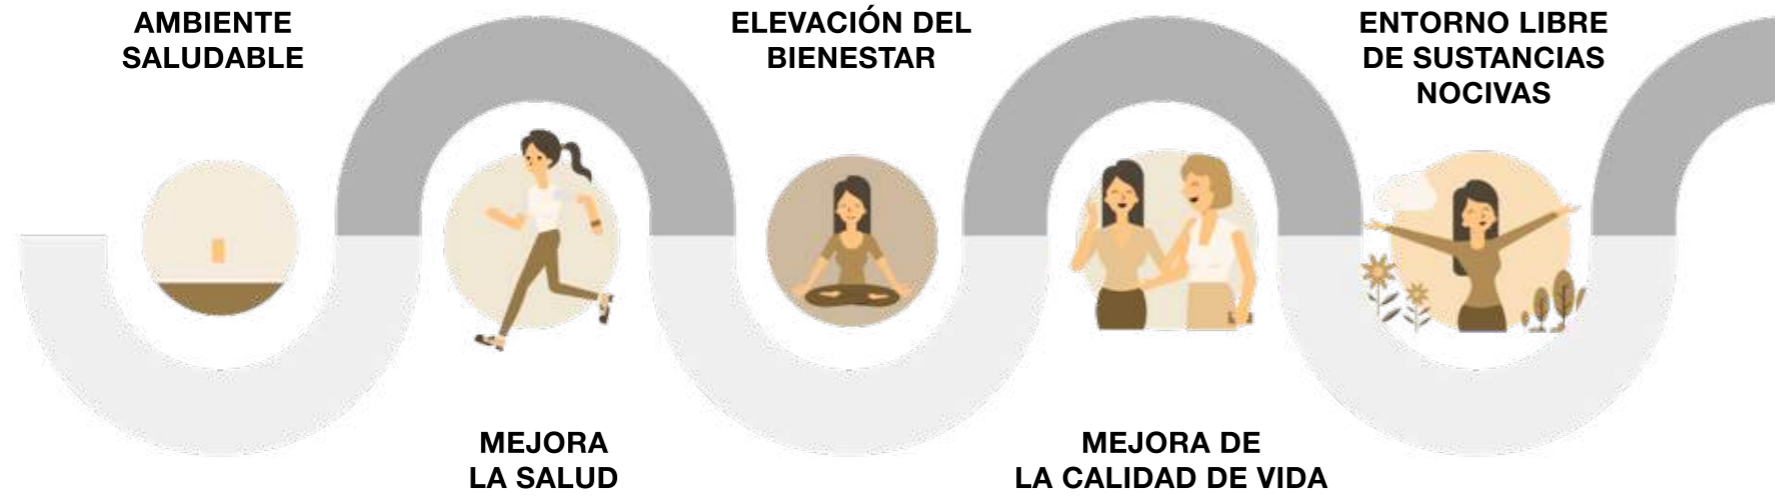 AMBIENTE
SALUDABLE
MEJORA
LA SALUD
ELEVACIÓN DEL
BIENESTAR
MEJORA DE
LA CALIDAD DE VIDA
ENTORNO LIBRE
DE SUSTANCIAS
NOCIVAS